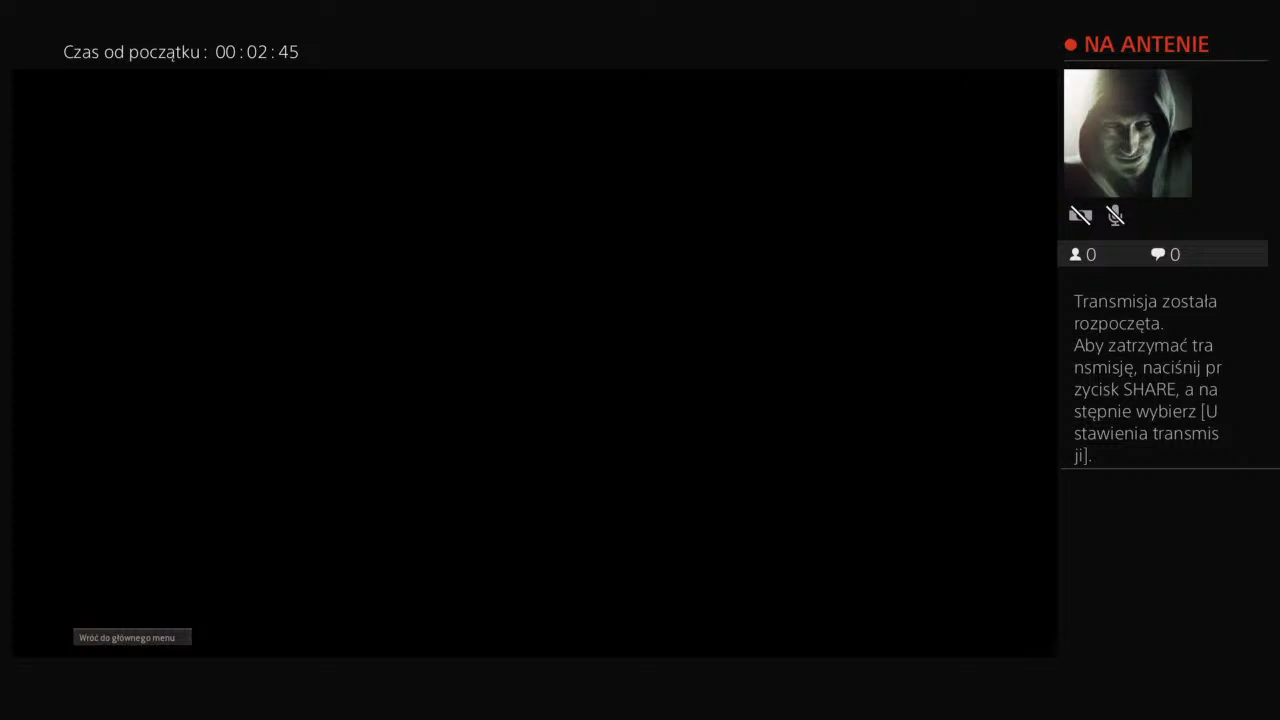 Czas od początku : 00 : 02 : 45
NA ANTENIE
0 0
Transmisja została
rozpoczęta.
Aby zatrzymać tra
nsmisję, naciśnij pr
zycisk SHARE, a na
stępnie wybierz [U
stawienia transmis
ji].
Wróć do głównego menu